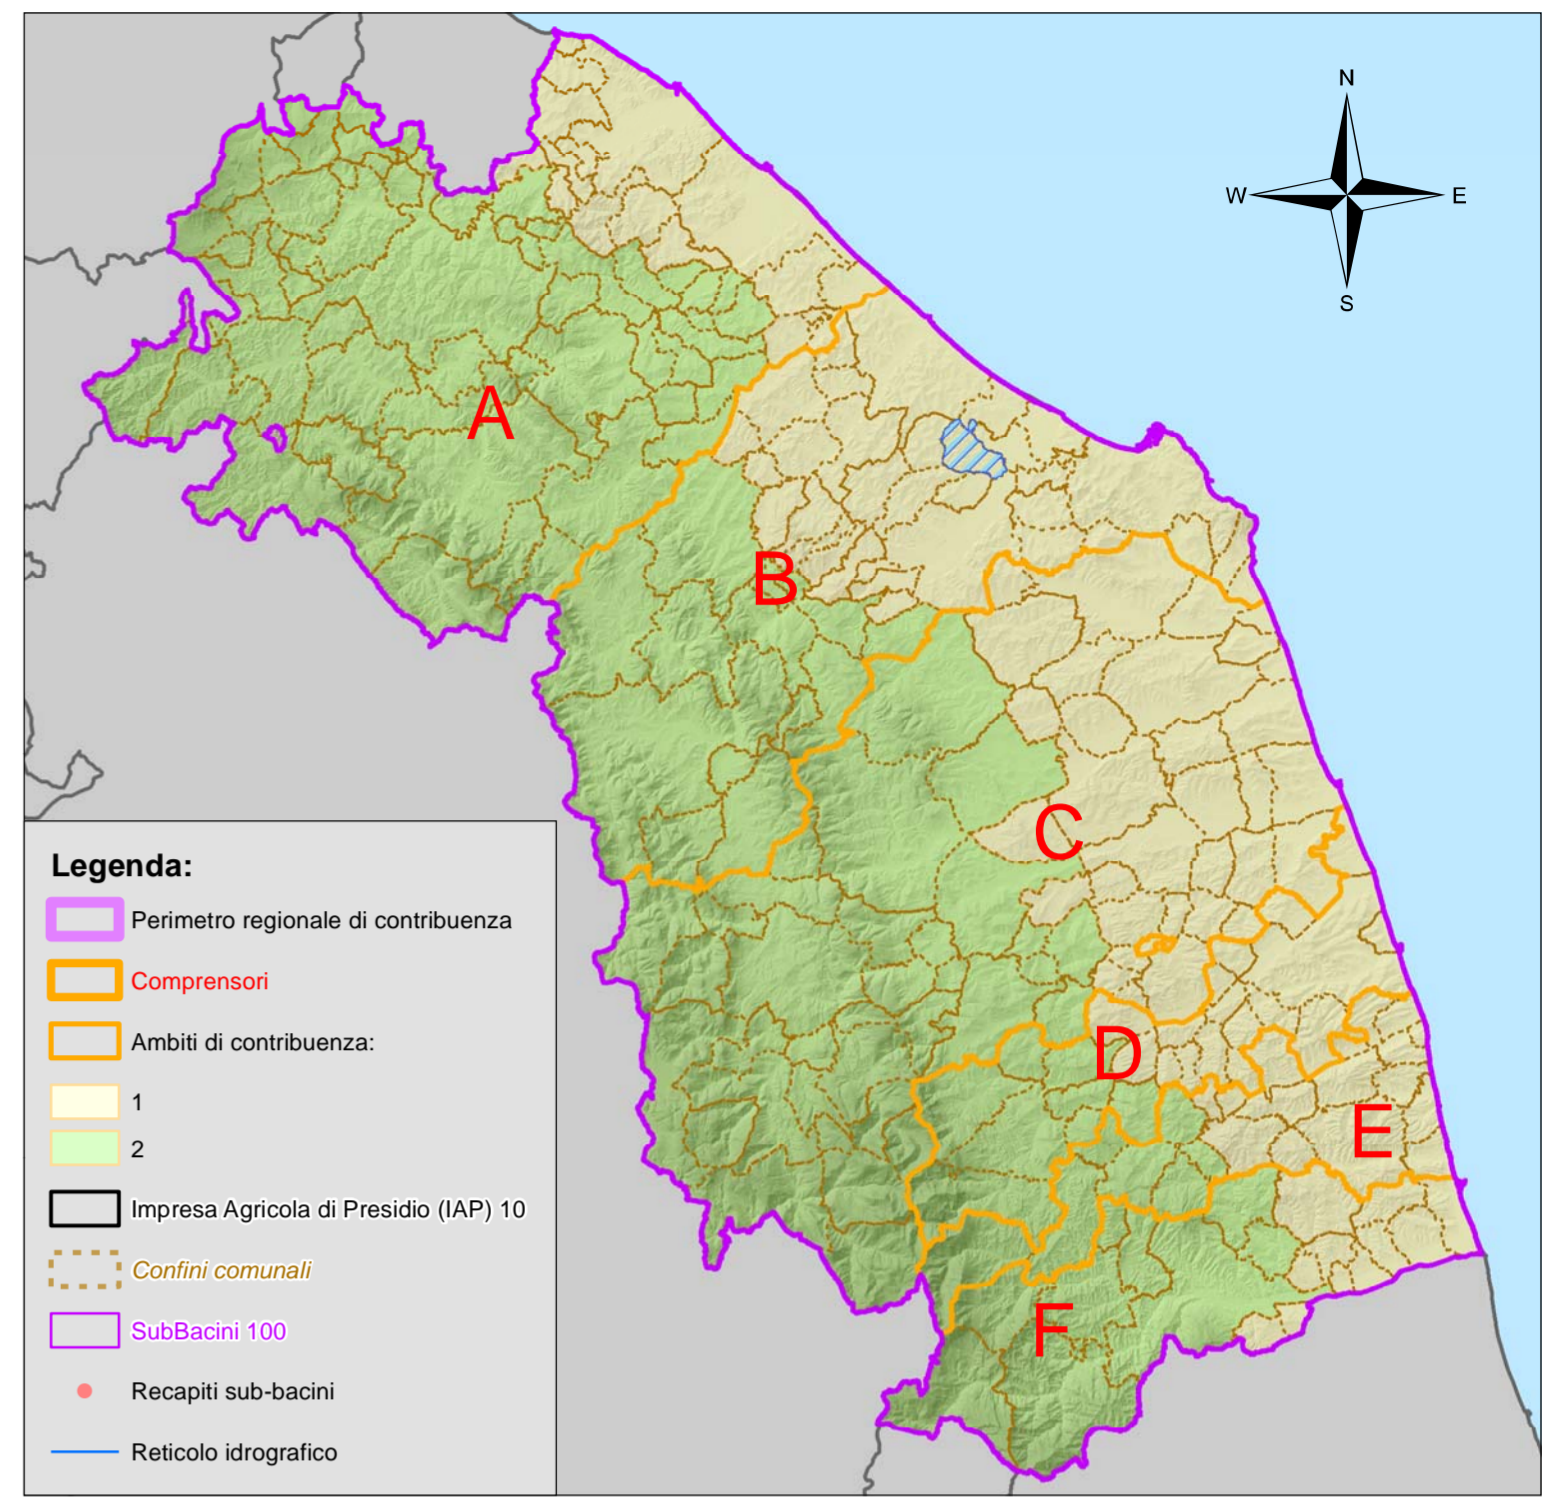 N
W
E
S
A
B
C
D
E
F
Legenda:
Perimetro regionale di contribuenza
Comprensori
Ambiti di contribuenza:
1
2
Impresa Agricola di Presidio (IAP) 10
Confini comunali
SubBacini 100
Recapiti sub-bacini
Reticolo idrografico